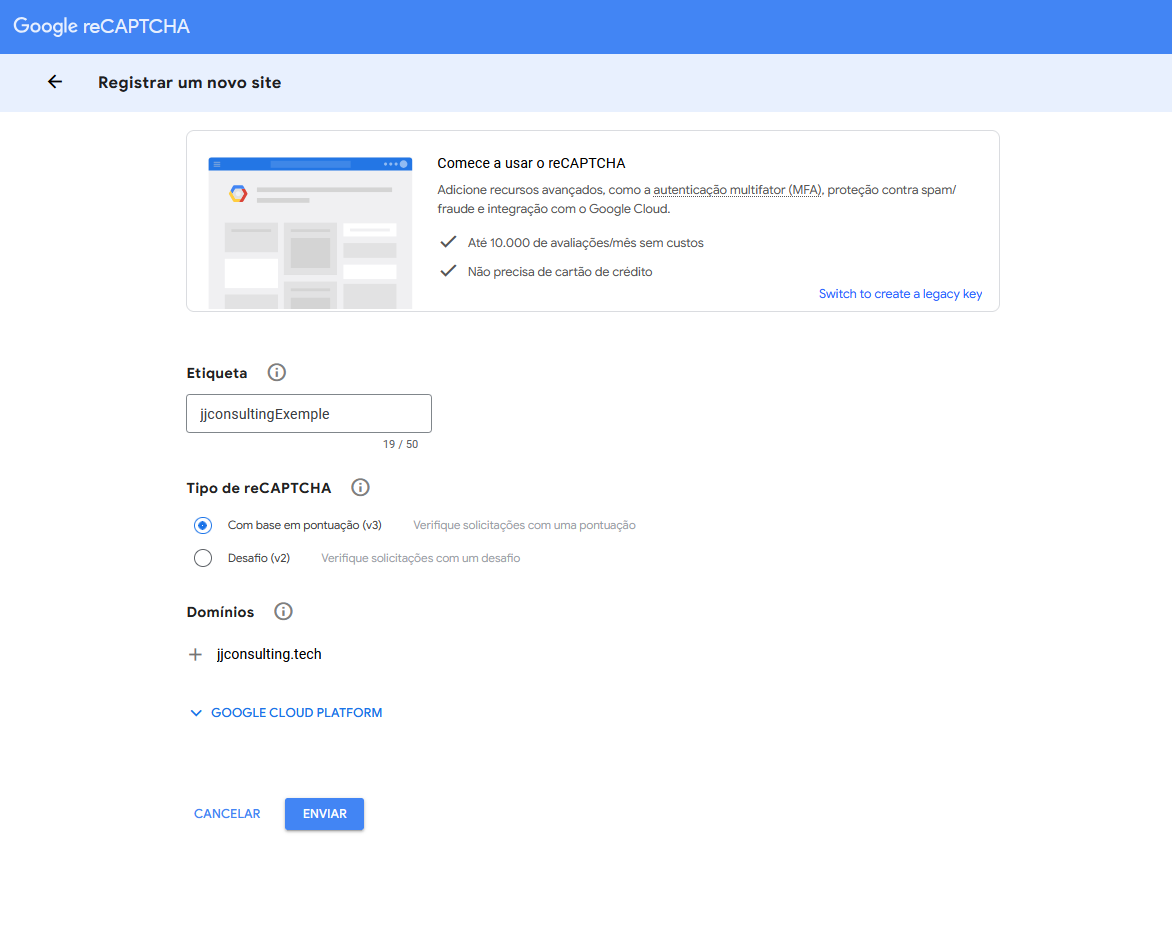 Google reCAPTCHA
Registrar um novo site
Comece a usar o reCAPTCHA
Adicione recursos avançados, como a autenticação multifator (MFA), proteção contra spam/
fraude e integração com o Google Cloud.
Até 10.000 de avaliações/mês sem custos
Não precisa de cartão de crédito
Switch to create a legacy key
Etiqueta
jjconsultingExemple
19 / 50
Tipo de reCAPTCHA
Com base em pontuação (v3) Verifique solicitações com uma pontuação
Desafio (v2) Verifique solicitações com um desafio
Domínios
jjconsulting.tech
GOOGLE CLOUD PLATFORM
CANCELAR ENVIAR